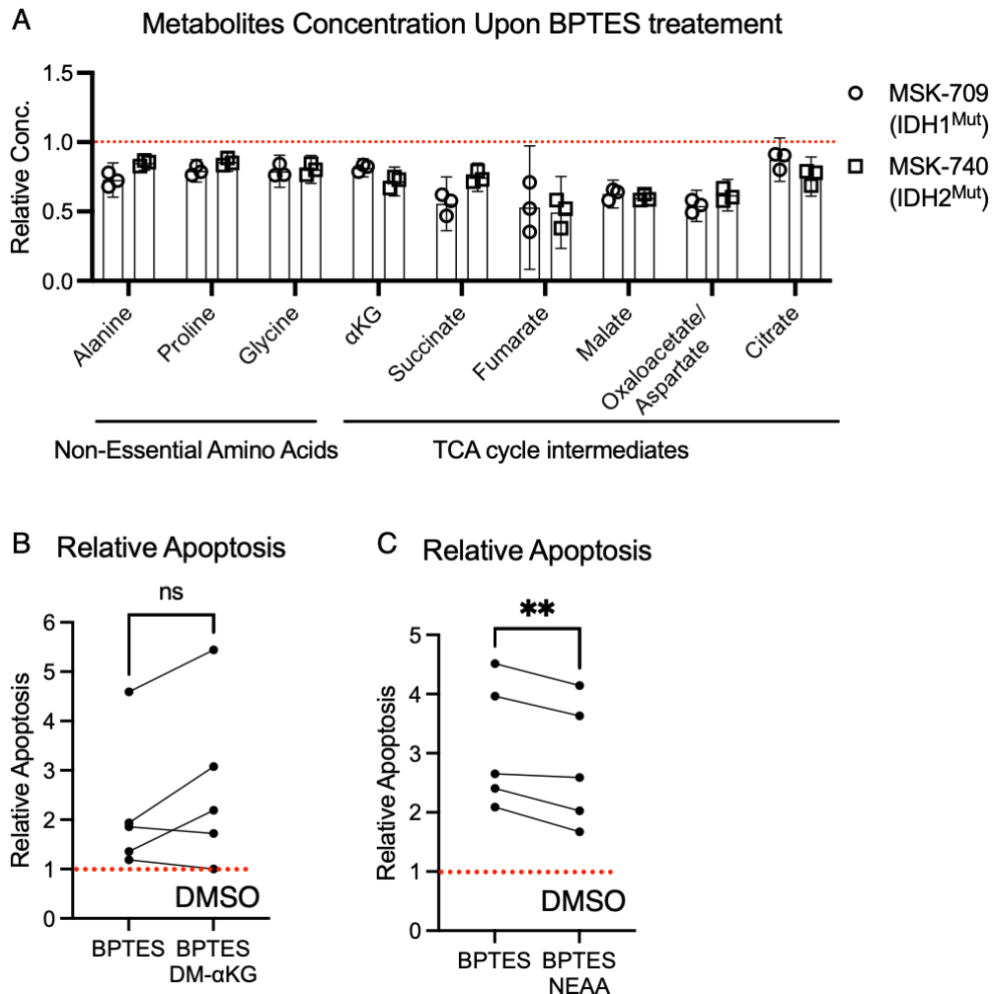 A
Metabolites Concentration Upon BPTES treatement
Relative Conc.
1.5
1.0
0.5
0.0
Alanine
Proline
Glycine
αKG
Succinate
Fumarate
Malate
Oxaloacetate/
Aspartate
Citrate
Non-Essential Amino Acids
TCA cycle intermediates
MSK-709
(IDH1Mut)
MSK-740
(IDH2Mut)
B
Relative Apoptosis
ns
Relative Apoptosis
6
5
4
3
2
1
0
DMSO
BPTES
BPTES
DM-αKG
C
Relative Apoptosis
**
Relative Apoptosis
5
4
3
2
1
0
DMSO
BPTES
BPTES
NEAA